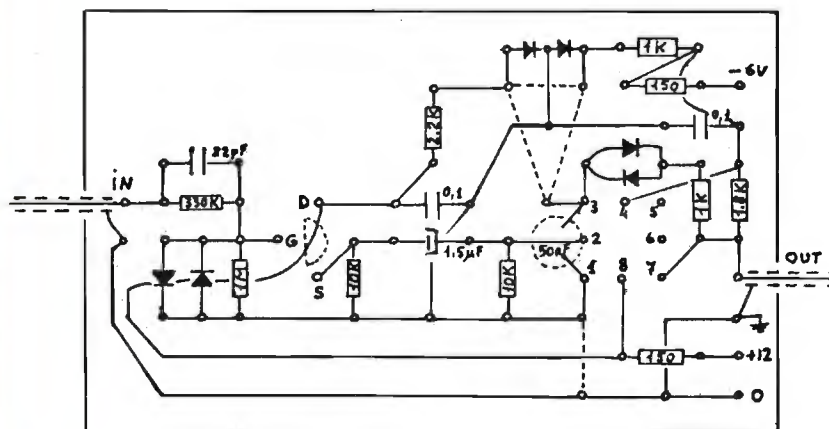 1K
-6V
150
0,1
2.2K
22pF
IN
330K
D
0,1
3
4
5
1K
1.8K
G
1.5µF
50nF
2
6
1M
S
10K
10K
1
8
7
OUT
150
+12
0